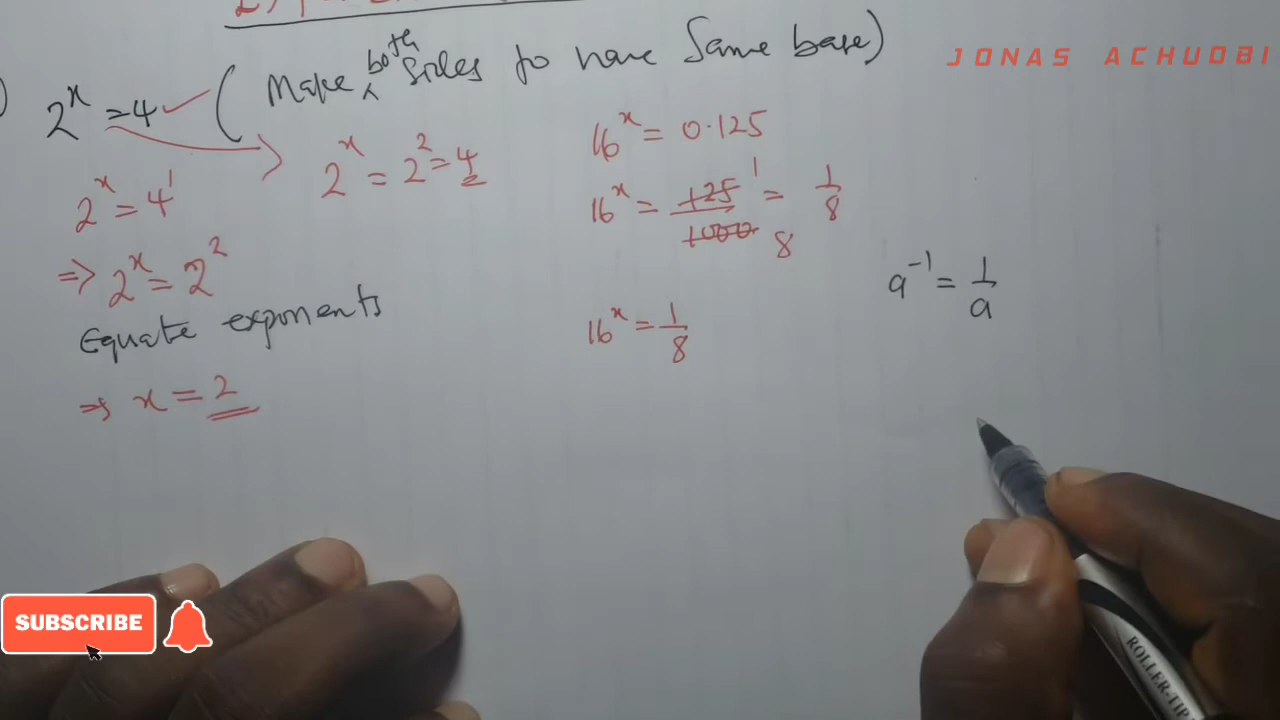 JONAS ACHUOBI
2^x = 4 ✓ (Make both sides to have same base)
2^x = 4^1
⇒ 2^x = 2^2
Equate exponents
⇒ x = 2
2^x = 2^2 = 4
16^x = 0.125
16^x = 125/1000 1/8 = 1/8
16^x = 1/8
a^-1 = 1/a
SUBSCRIBE
ROLLER-TIP